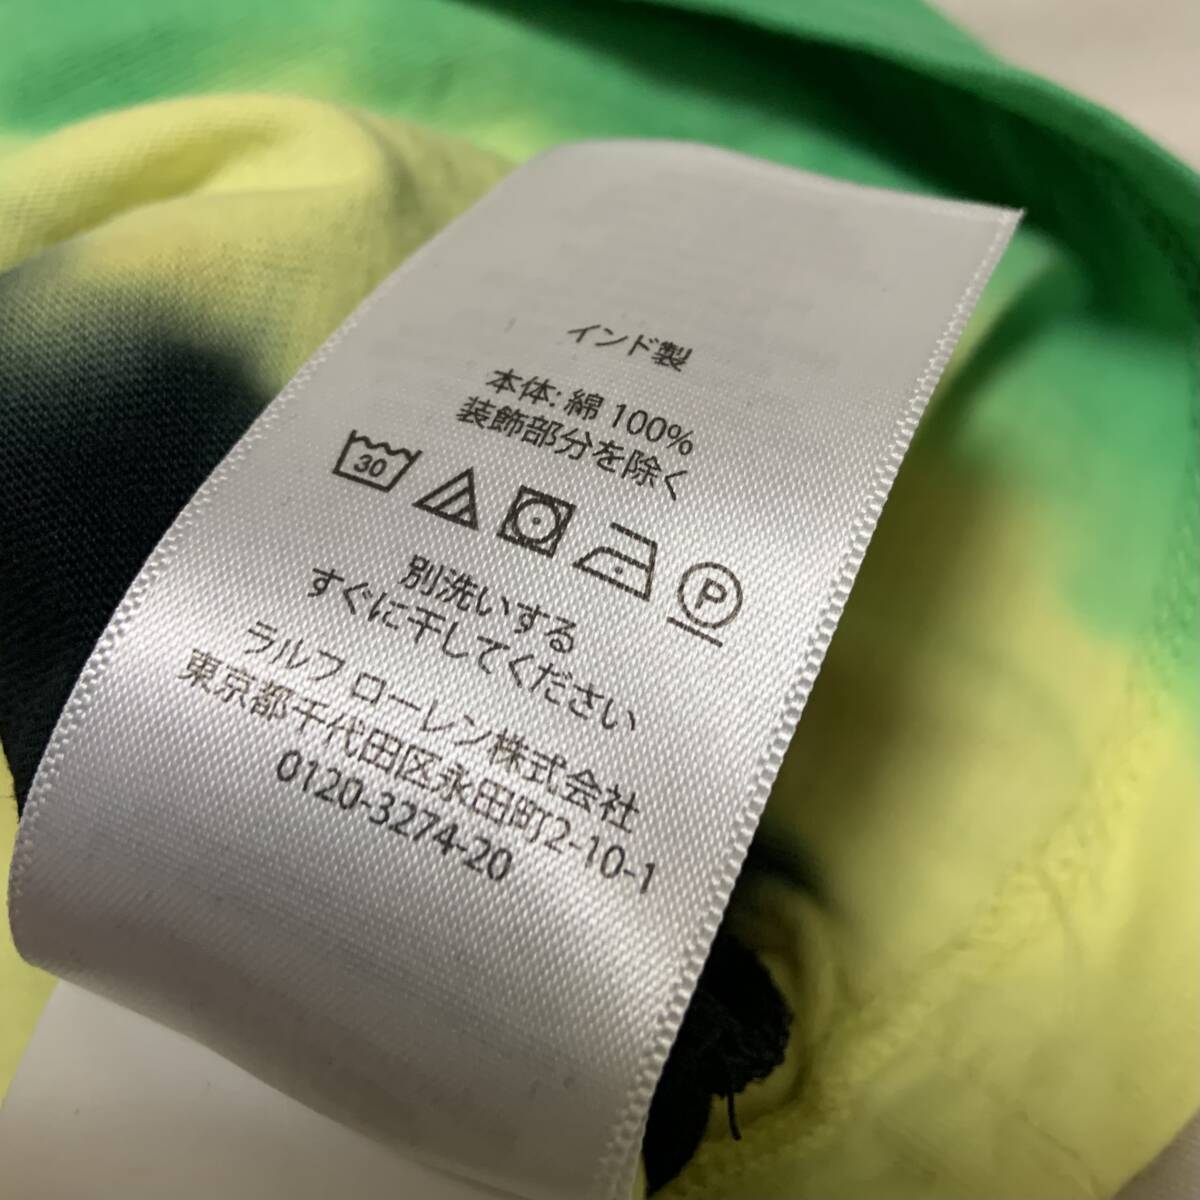 インド製
本体: 綿 100%
装飾部分を除く
30
P
別洗いする
すぐに干してください
ラルフ ローレン株式会社
東京都千代田区永田町2-10-1
0120-3274-20